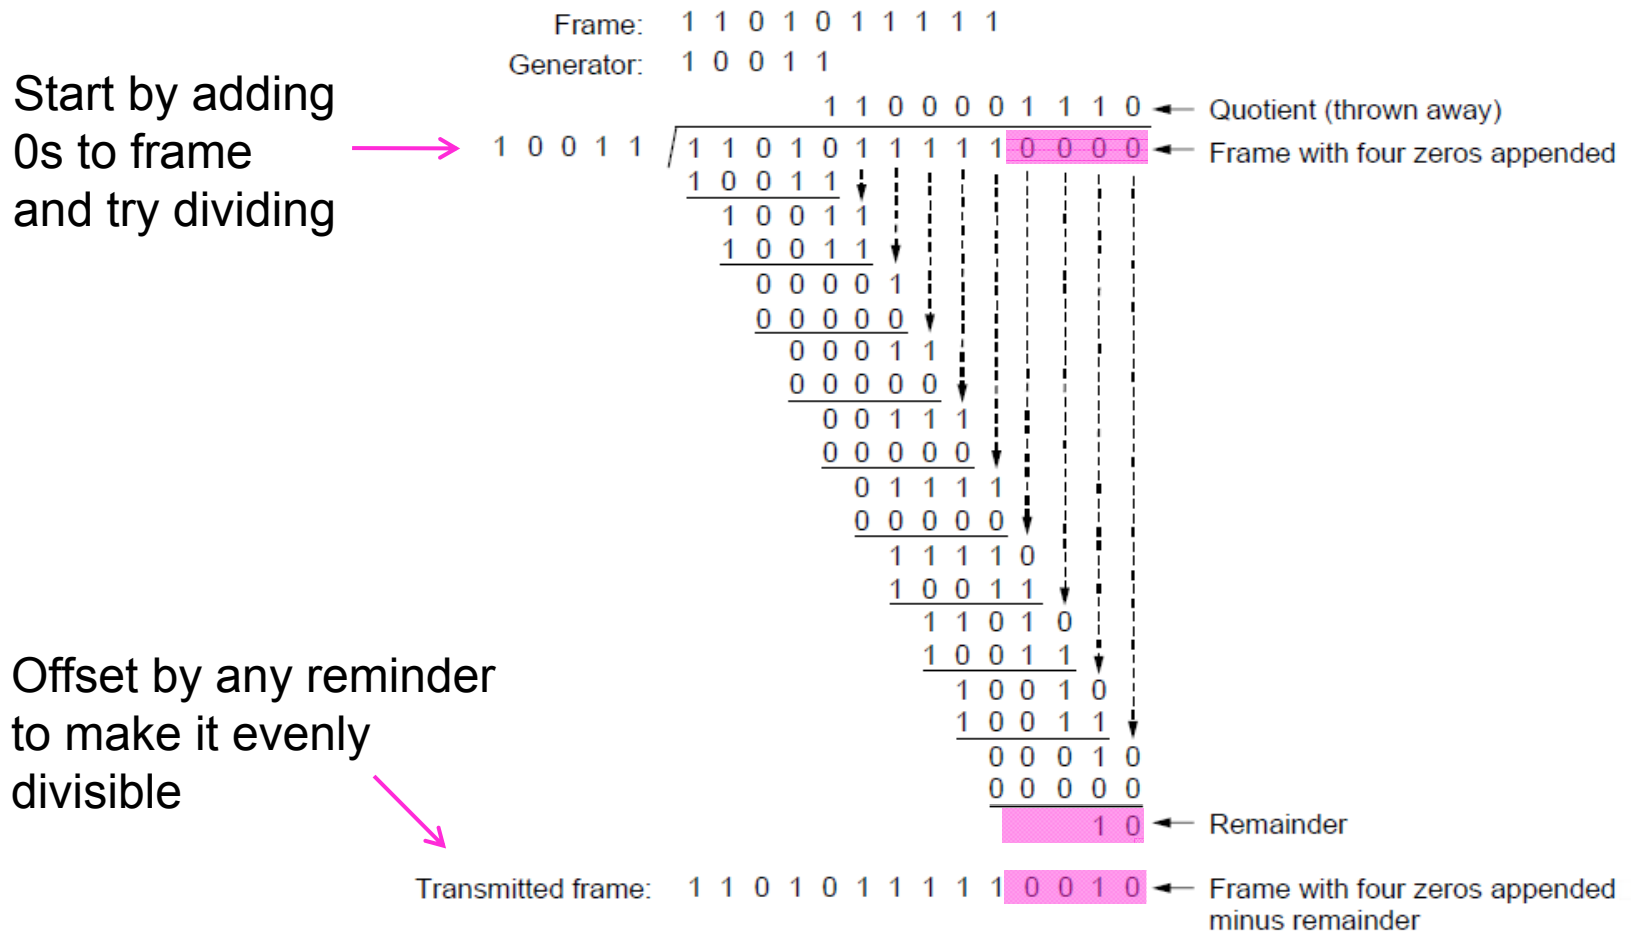 Frame: 1 1 0 1 0 1 1 1 1 1
Generator: 1 0 0 1 1
Start by adding
0s to frame
and try dividing
1 1 0 0 0 0 1 1 1 0 Quotient (thrown away)
1 0 0 1 1 1 1 0 1 0 1 1 1 1 1 0 0 0 0 Frame with four zeros appended
1 0 0 1 1
1 0 0 1 1
1 0 0 1 1
0 0 0 0 1
0 0 0 0 0
0 0 0 1 1
0 0 0 0 0
0 0 1 1 1
0 0 0 0 0
0 1 1 1 1
0 0 0 0 0
1 1 1 1 0
1 0 0 1 1
1 1 0 1 0
1 0 0 1 1
1 0 0 1 0
1 0 0 1 1
0 0 0 1 0
0 0 0 0 0
1 0 Remainder
Offset by any reminder
to make it evenly
divisible
Transmitted frame: 1 1 0 1 0 1 1 1 1 1 0 0 1 0 Frame with four zeros appended
minus remainder